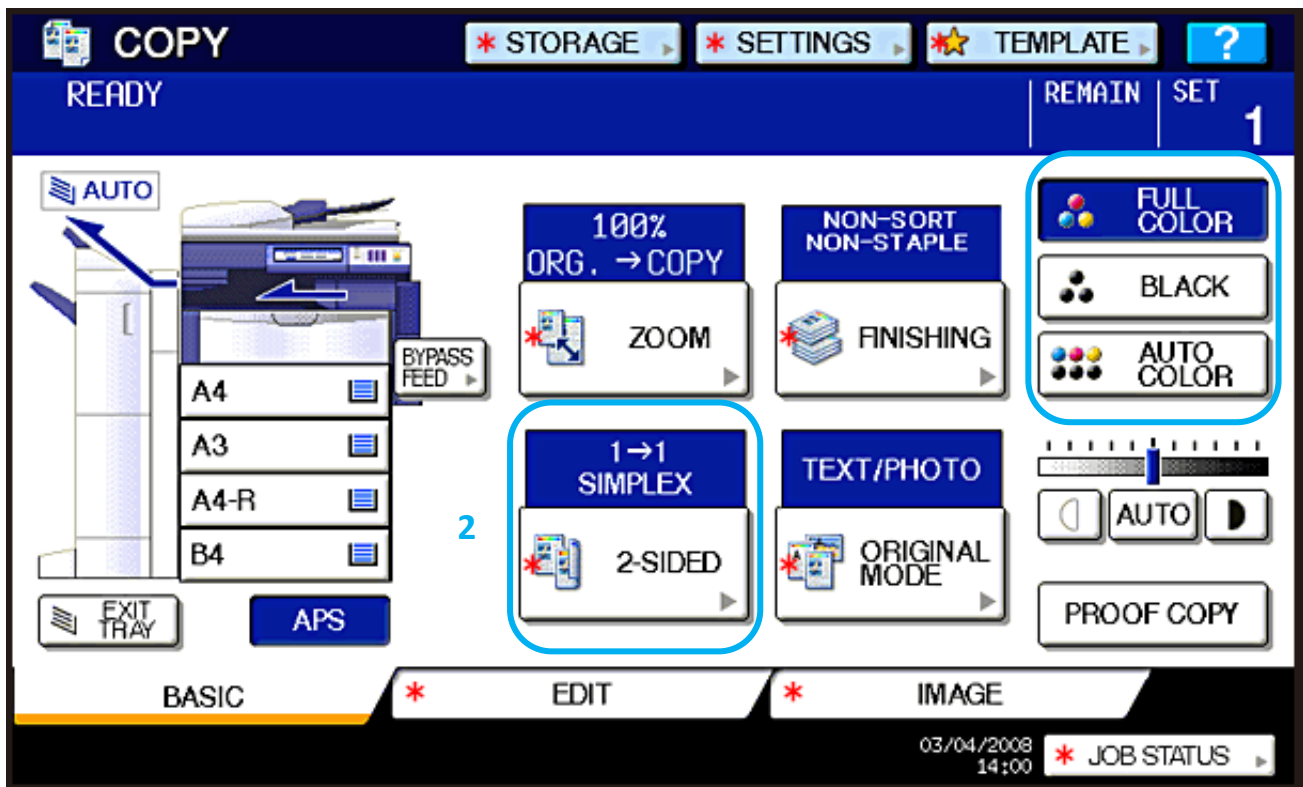 COPY
* STORAGE
* SETTINGS
* TEMPLATE
?
READY
REMAIN
SET
1
AUTO
100%
ORG. →COPY
ZOOM
NON-SORT
NON-STAPLE
FINISHING
FULL
COLOR
BLACK
AUTO
COLOR
BYPASS
FEED
A4
A3
A4-R
B4
1→1
SIMPLEX
2
2-SIDED
TEXT/PHOTO
ORIGINAL
MODE
AUTO
EXIT
TRAY
APS
PROOF COPY
BASIC
* EDIT
* IMAGE
03/04/2008
14:00
* JOB STATUS